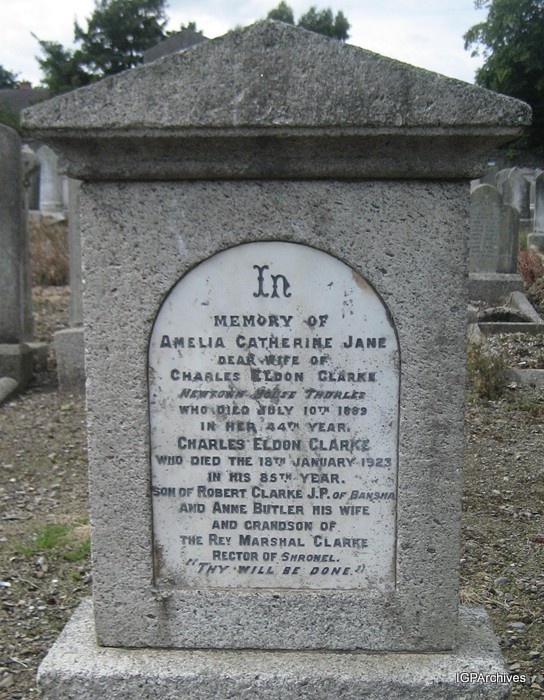 In
MEMORY OF
AMELIA CATHERINE JANE
DEAR WIFE OF
CHARLES ELDON CLARKE
NEWTOWN HOUSE THURLES
WHO DIED JULY 10TH 1889
IN HER 44TH YEAR.
CHARLES ELDON CLARKE
WHO DIED THE 18TH JANUARY 1923
IN HIS 85TH YEAR.
SON OF ROBERT CLARKE J.P. OF BANSHA
AND ANNE BUTLER HIS WIFE
AND GRANDSON OF
THE REV MARSHAL CLARKE
RECTOR OF SHRONEL.
"THY WILL BE DONE."
IGPArchives